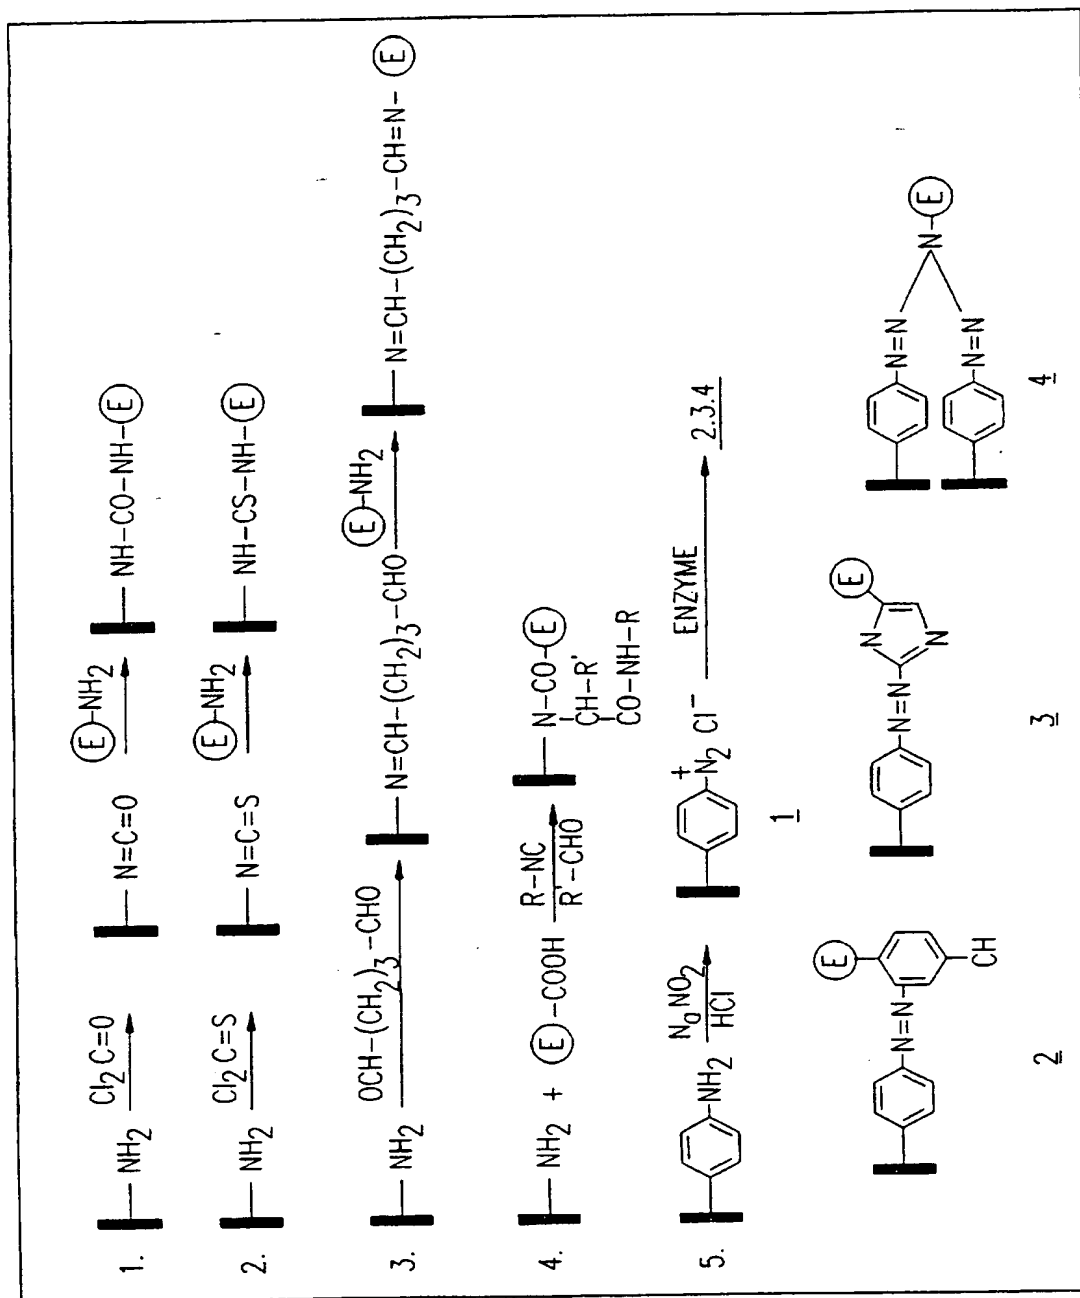 1. NH2 Cl2C=O N=C=O E-NH2 NH-CO-NH-E
2. NH2 Cl2C=S N=C=S E-NH2 NH-CS-NH-E
3. NH2 OCH-(CH2)3-CHO N=CH-(CH2)3-CHO E-NH2 N=CH-(CH2)3-CH=N-E
4. NH2 + E-COOH R-NC R'-CHO N-CO-E
CH-R'
CO-NH-R
5. NH2 NaNO2 HCl N2+ Cl− ENZYME 2.3.4
1
N=N E CH N=N N N E N=N N=N N-E
2 3 4